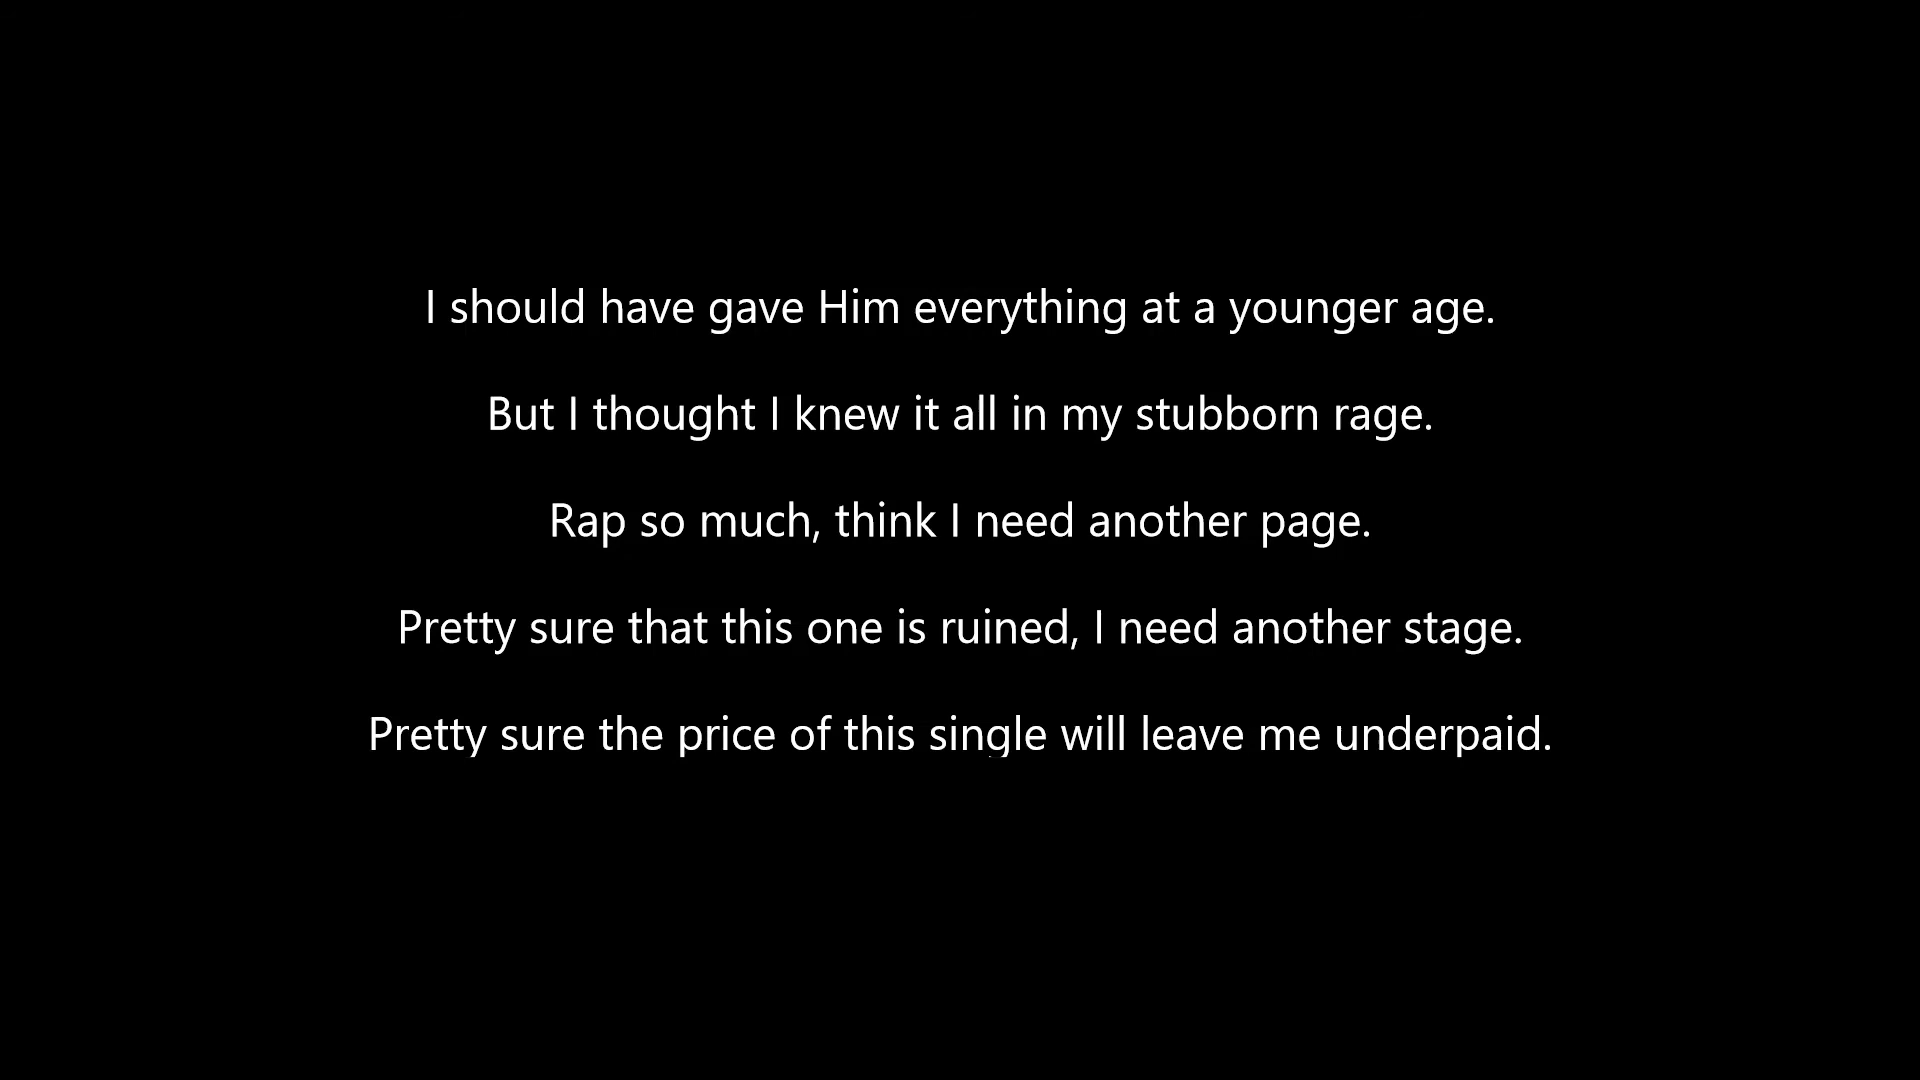 I should have gave Him everything at a younger age.
But I thought I knew it all in my stubborn rage.
Rap so much, think I need another page.
Pretty sure that this one is ruined, I need another stage.
Pretty sure the price of this single will leave me underpaid.